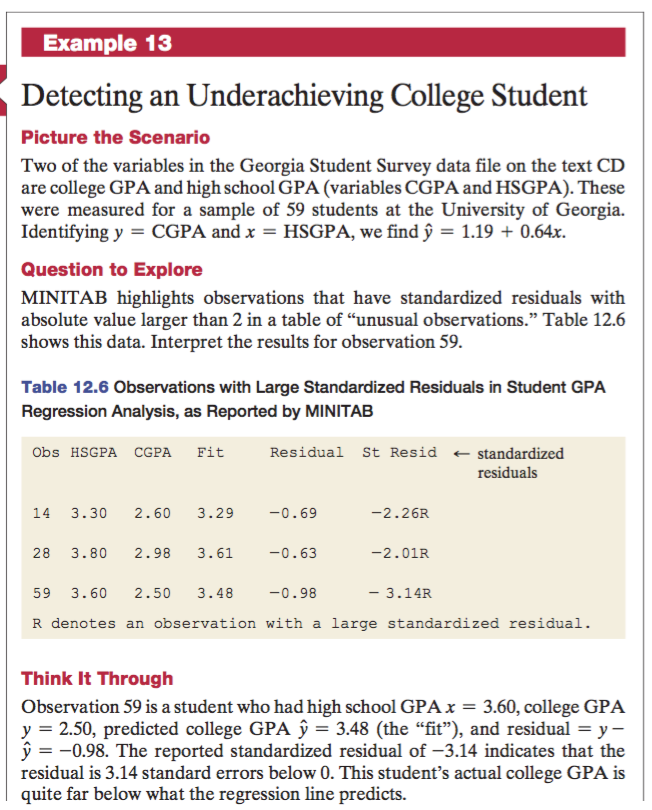 Example 13
Detecting an Underachieving College Student
Picture the Scenario
Two of the variables in the Georgia Student Survey data file on the text CD
are college GPA and high school GPA (variables CGPA and HSGPA). These
were measured for a sample of 59 students at the University of Georgia.
Identifying y = CGPA and x = HSGPA, we find ŷ = 1.19 + 0.64x.
Question to Explore
MINITAB highlights observations that have standardized residuals with
absolute value larger than 2 in a table of “unusual observations.” Table 12.6
shows this data. Interpret the results for observation 59.
Table 12.6 Observations with Large Standardized Residuals in Student GPA
Regression Analysis, as Reported by MINITAB
Obs HSGPA CGPA Fit Residual St Resid ← standardized
residuals
14 3.30 2.60 3.29 −0.69 −2.26R
28 3.80 2.98 3.61 −0.63 −2.01R
59 3.60 2.50 3.48 −0.98 − 3.14R
R denotes an observation with a large standardized residual.
Think It Through
Observation 59 is a student who had high school GPA x = 3.60, college GPA
y = 2.50, predicted college GPA ŷ = 3.48 (the “fit”), and residual = y −
ŷ = −0.98. The reported standardized residual of −3.14 indicates that the
residual is 3.14 standard errors below 0. This student’s actual college GPA is
quite far below what the regression line predicts.